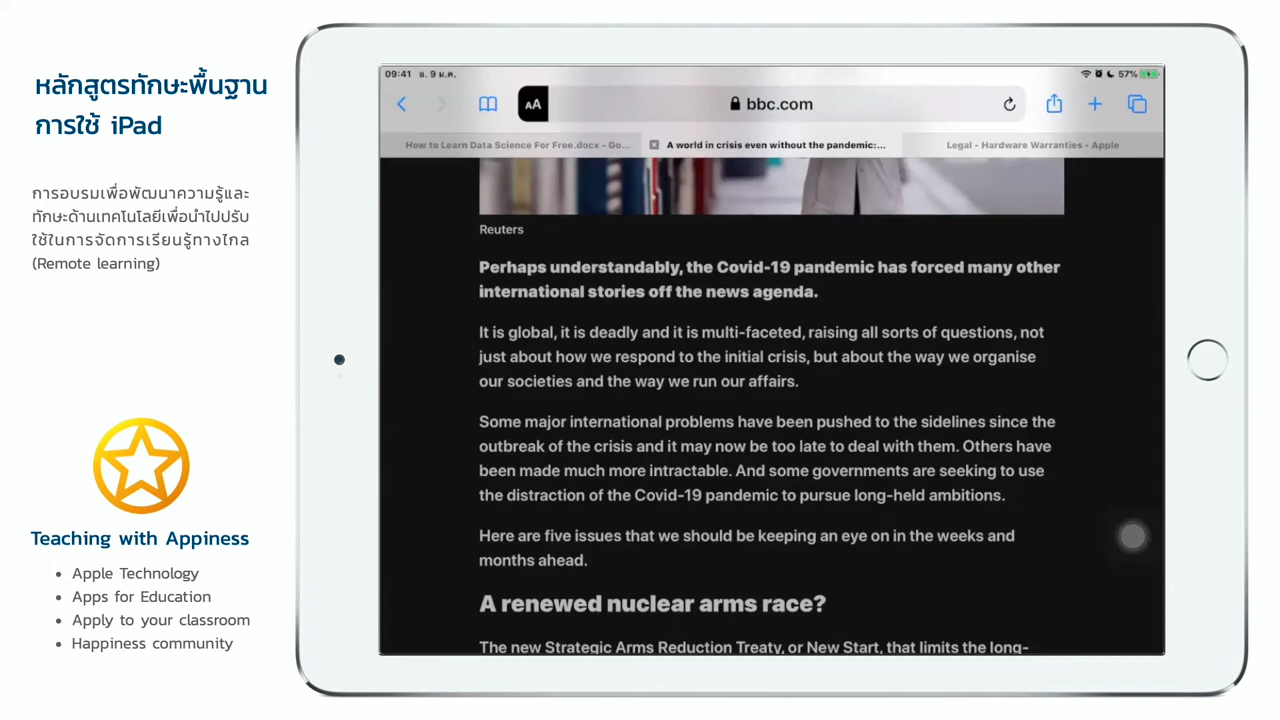 หลักสูตรทักษะพื้นฐาน
การใช้ iPad
การอบรมเพื่อพัฒนาความรู้และ
ทักษะด้านเทคโนโลยีเพื่อนำไปปรับ
ใช้ในการจัดการเรียนรู้ทางไกล
(Remote learning)
Teaching with Appiness
• Apple Technology
• Apps for Education
• Apply to your classroom
• Happiness community
09:41 อ. 9 ม.ค.
57%
AA
bbc.com
How to Learn Data Science For Free.docx - Go...
A world in crisis even without the pandemic:...
Legal - Hardware Warranties - Apple
Reuters
Perhaps understandably, the Covid-19 pandemic has forced many other
international stories off the news agenda.
It is global, it is deadly and it is multi-faceted, raising all sorts of questions, not
just about how we respond to the initial crisis, but about the way we organise
our societies and the way we run our affairs.
Some major international problems have been pushed to the sidelines since the
outbreak of the crisis and it may now be too late to deal with them. Others have
been made much more intractable. And some governments are seeking to use
the distraction of the Covid-19 pandemic to pursue long-held ambitions.
Here are five issues that we should be keeping an eye on in the weeks and
months ahead.
A renewed nuclear arms race?
The new Strategic Arms Reduction Treaty, or New Start, that limits the long-